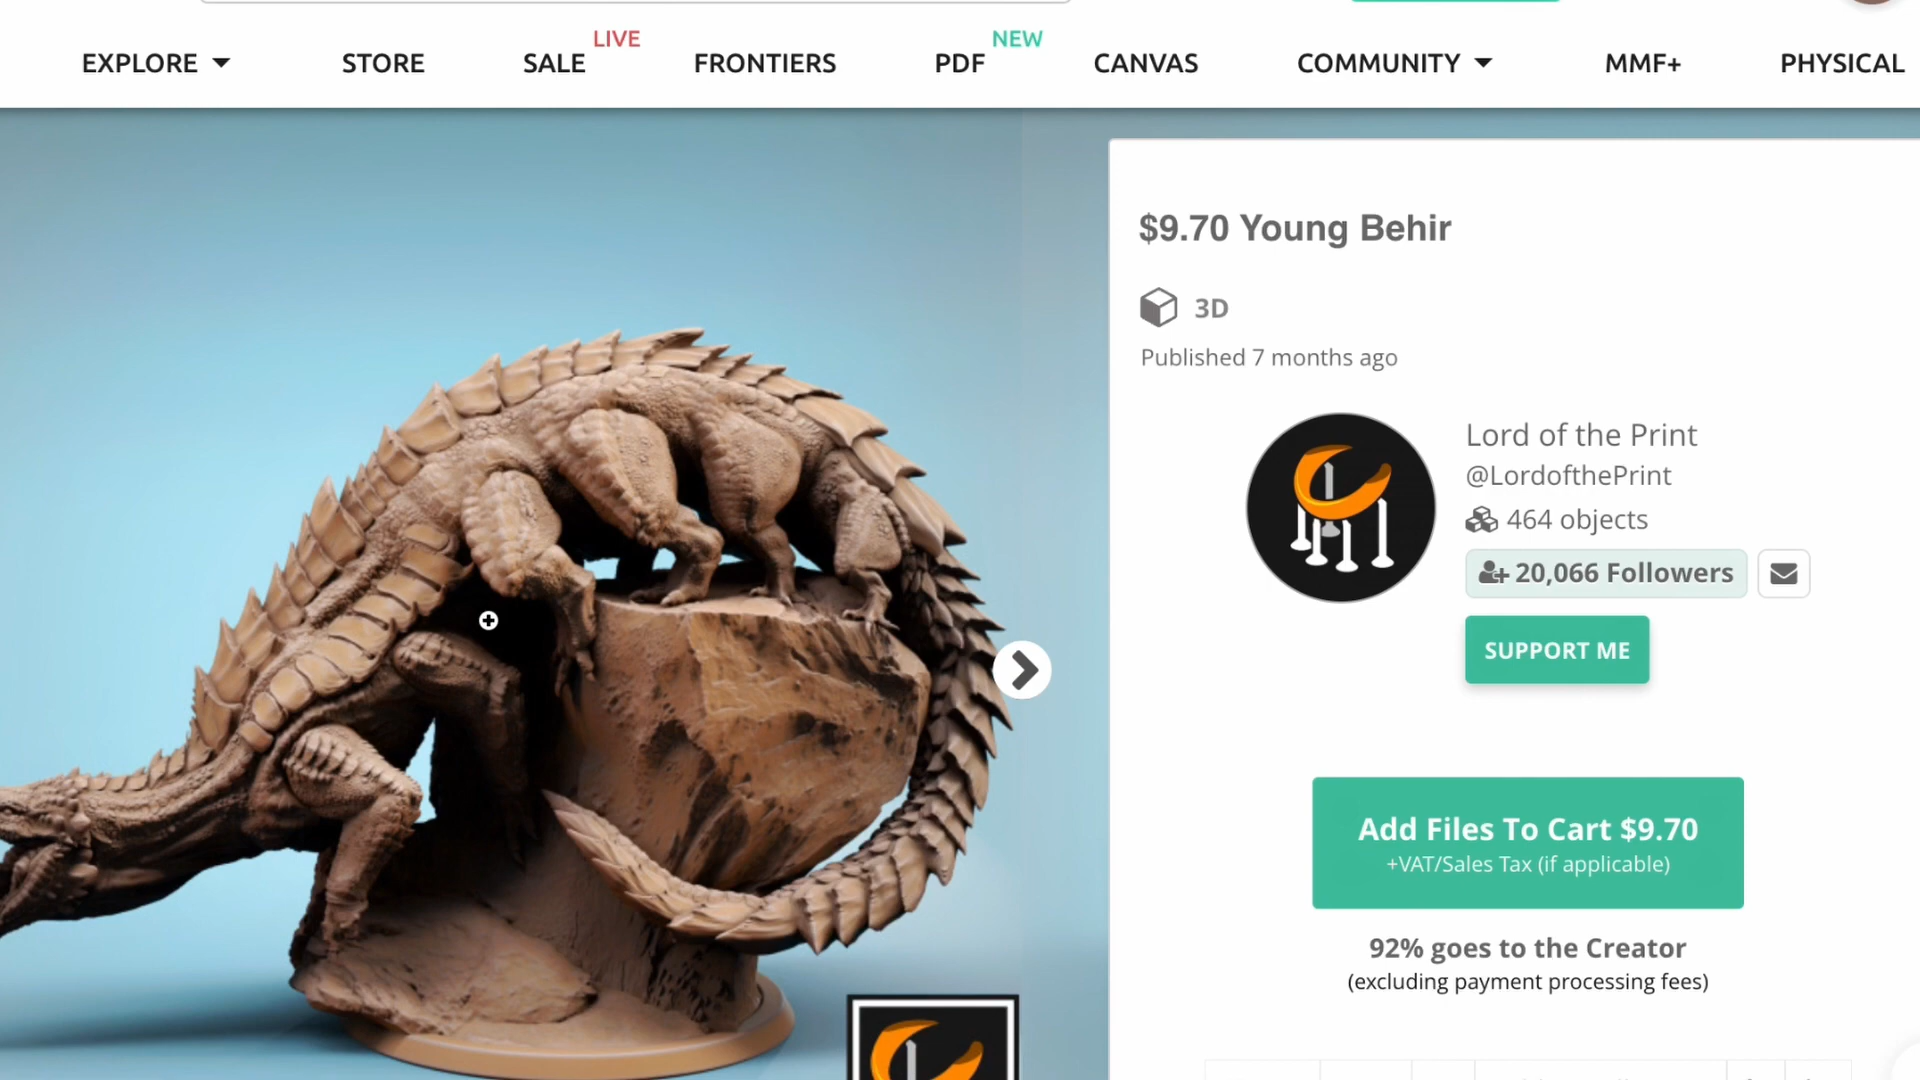 LIVE
NEW
EXPLORE STORE SALE FRONTIERS PDF CANVAS COMMUNITY MMF+ PHYSICAL
$9.70 Young Behir
3D
Published 7 months ago
Lord of the Print
@LordofthePrint
464 objects
20,066 Followers
SUPPORT ME
Add Files To Cart $9.70
+VAT/Sales Tax (if applicable)
92% goes to the Creator
(excluding payment processing fees)